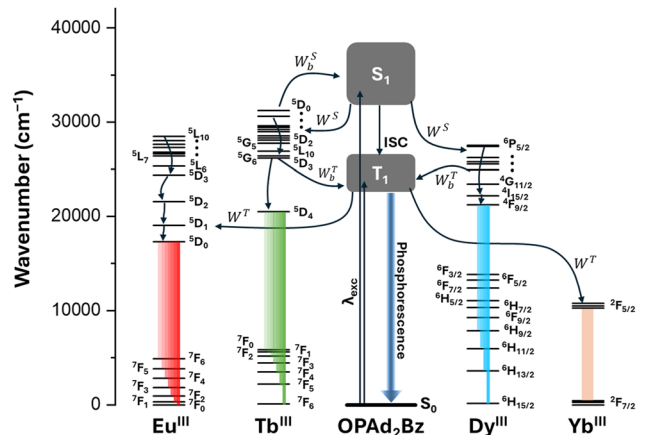 Wavenumber (cm⁻¹)
40000
30000
20000
10000
0
⁵L₁₀
⁵L₇
⁵L₆
⁵D₃
⁵D₂
⁵D₁
⁵D₀
⁷F₆
⁷F₅
⁷F₄
⁷F₃
⁷F₂
⁷F₁
⁷F₀
Eu^III
W_b^S
⁵D₀
W^S
⁵G₅
⁵D₂
⁵L₁₀
⁵G₆
⁵D₃
W_b^T
⁵D₄
W^T
⁷F₀
⁷F₁
⁷F₂
⁷F₃
⁷F₄
⁷F₅
⁷F₆
Tb^III
S₁
ISC
T₁
λexc
Phosphorescence
S₀
OPAd₂Bz
W^S
⁶P₅/₂
W_b^T
⁴G₁₁/₂
⁴I₁₅/₂
⁴F₉/₂
⁶F₃/₂
⁶F₅/₂
⁶F₇/₂
⁶H₅/₂
⁶H₇/₂
⁶F₉/₂
⁶H₉/₂
⁶H₁₁/₂
⁶H₁₃/₂
⁶H₁₅/₂
Dy^III
W^T
²F₅/₂
²F₇/₂
Yb^III